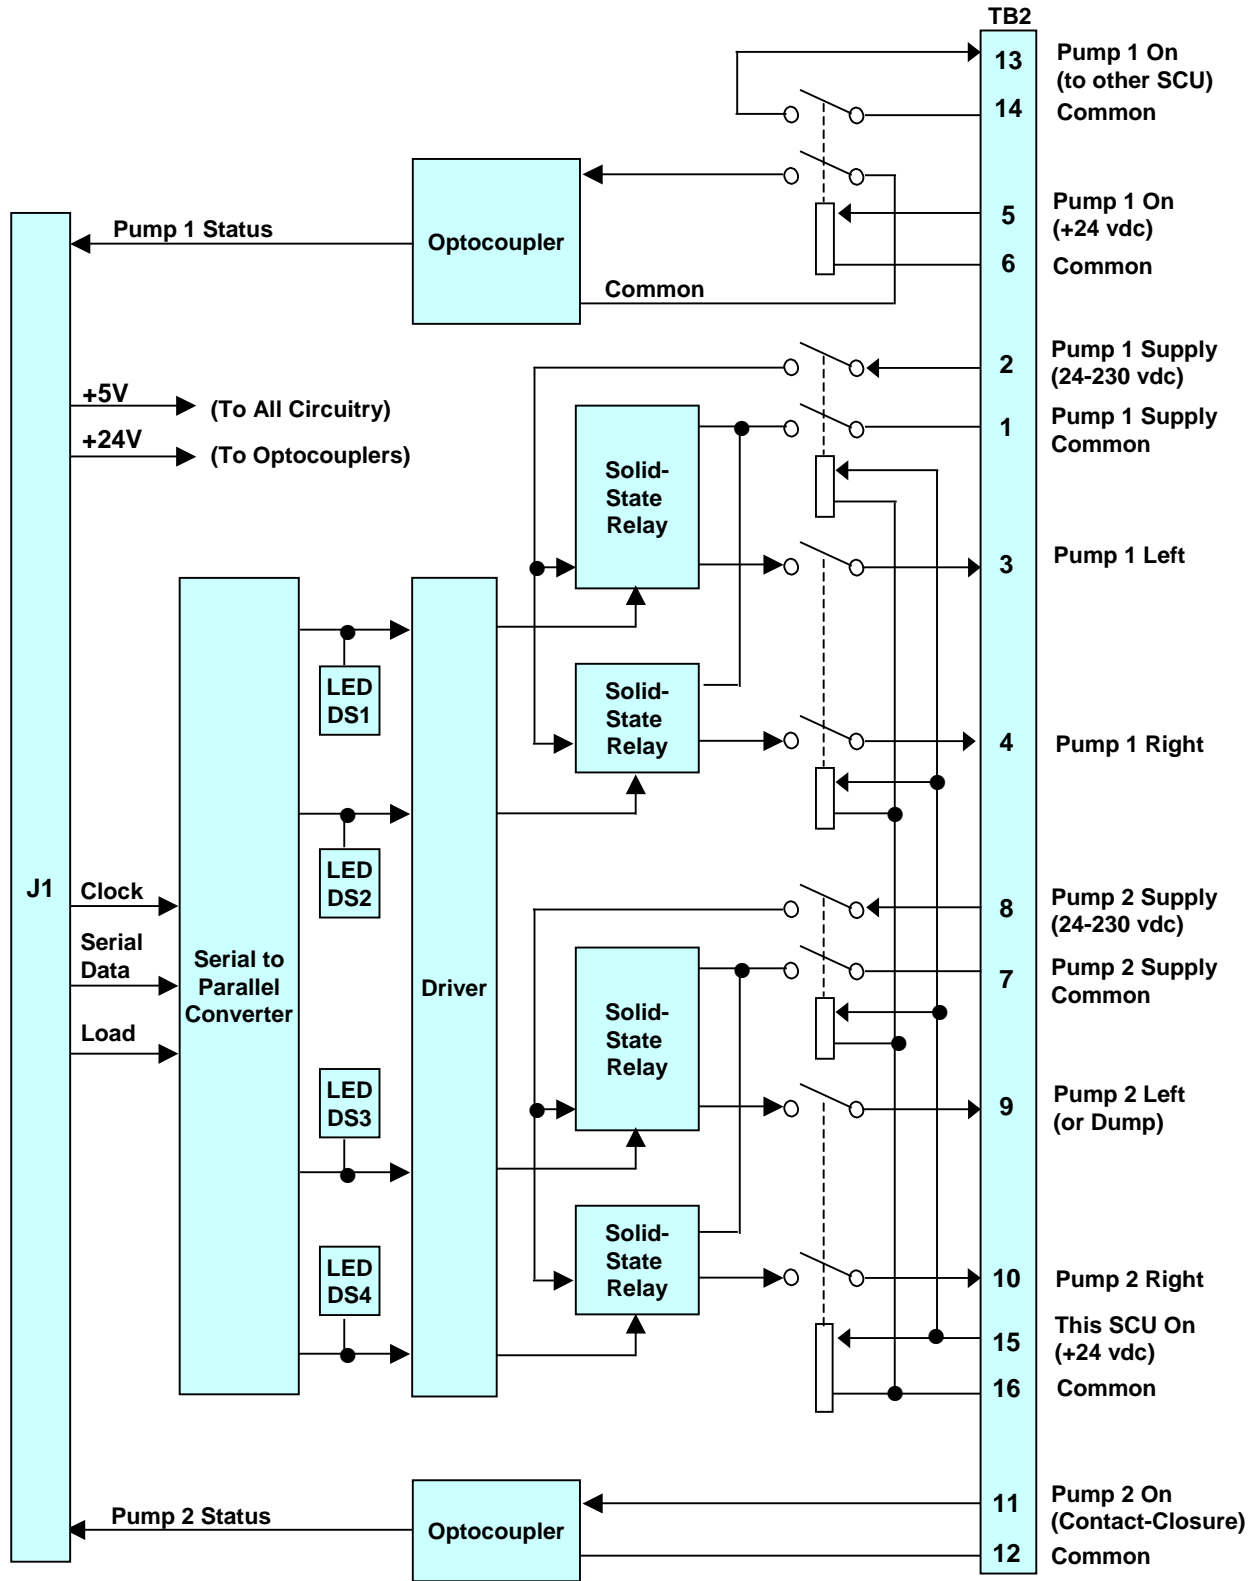 TB2
13
Pump 1 On
(to other SCU)
14
Common
5
Pump 1 On
(+24 vdc)
6
Common
Optocoupler
Pump 1 Status
Common
2
Pump 1 Supply
(24-230 vdc)
1
Pump 1 Supply
Common
+5V
(To All Circuitry)
+24V
(To Optocouplers)
Solid-
State
Relay
3
Pump 1 Left
LED
DS1
Solid-
State
Relay
4
Pump 1 Right
LED
DS2
J1
Clock
Serial
Data
Load
Serial to
Parallel
Converter
Driver
8
Pump 2 Supply
(24-230 vdc)
7
Pump 2 Supply
Common
Solid-
State
Relay
LED
DS3
9
Pump 2 Left
(or Dump)
Solid-
State
Relay
LED
DS4
10
Pump 2 Right
15
This SCU On
(+24 vdc)
16
Common
Pump 2 Status
Optocoupler
11
Pump 2 On
(Contact-Closure)
12
Common